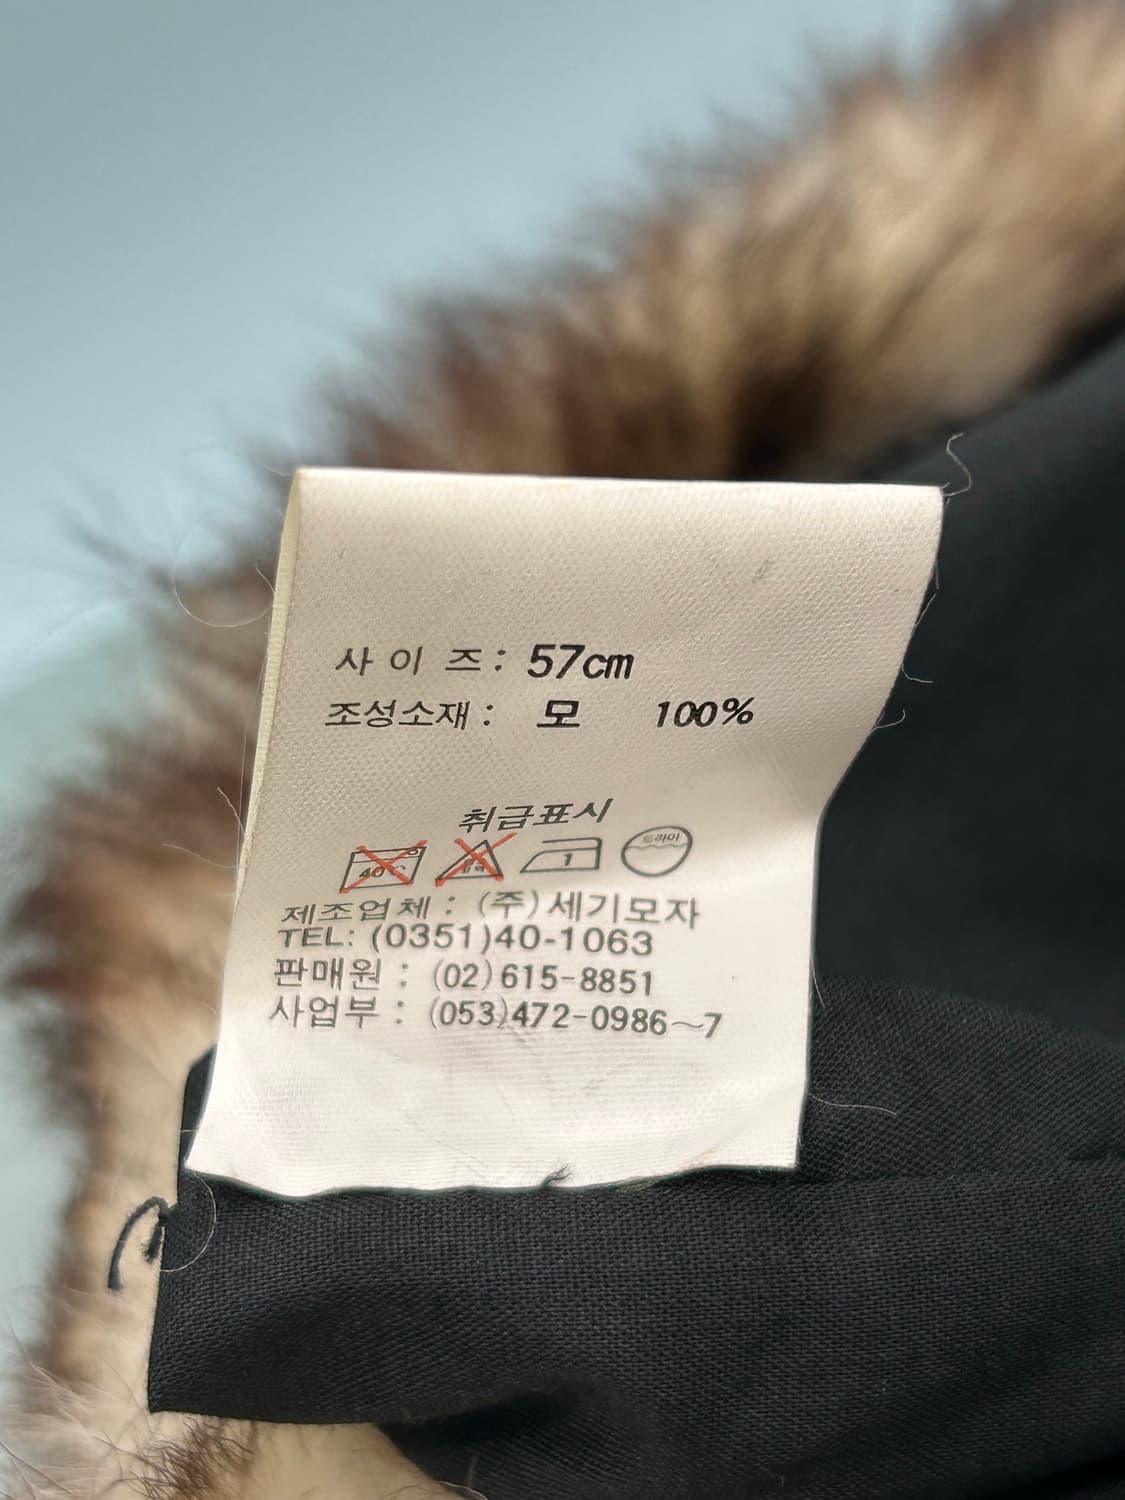 사 이 즈 : 57cm
조성소재 : 모 100%
취급표시
40°C 1 드라이
제조업체 : (주)세기모자
TEL: (0351)40-1063
판매원 : (02)615-8851
사업부 : (053)472-0986~7